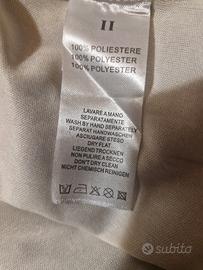 II
100% POLIESTERE
100% POLYESTER
100% POLYESTER
LAVARE A MANO
SEPARATAMENTE
WASH BY HAND SEPARATELY
SEPARAT HANDWASCHEN
ASCIUGARE STESO
DRY FLAT
LIEGEND TROCKNEN
NON PULIRE A SECCO
DON'T DRY CLEAN
NICHT CHEMISCH REINIGEN
subito